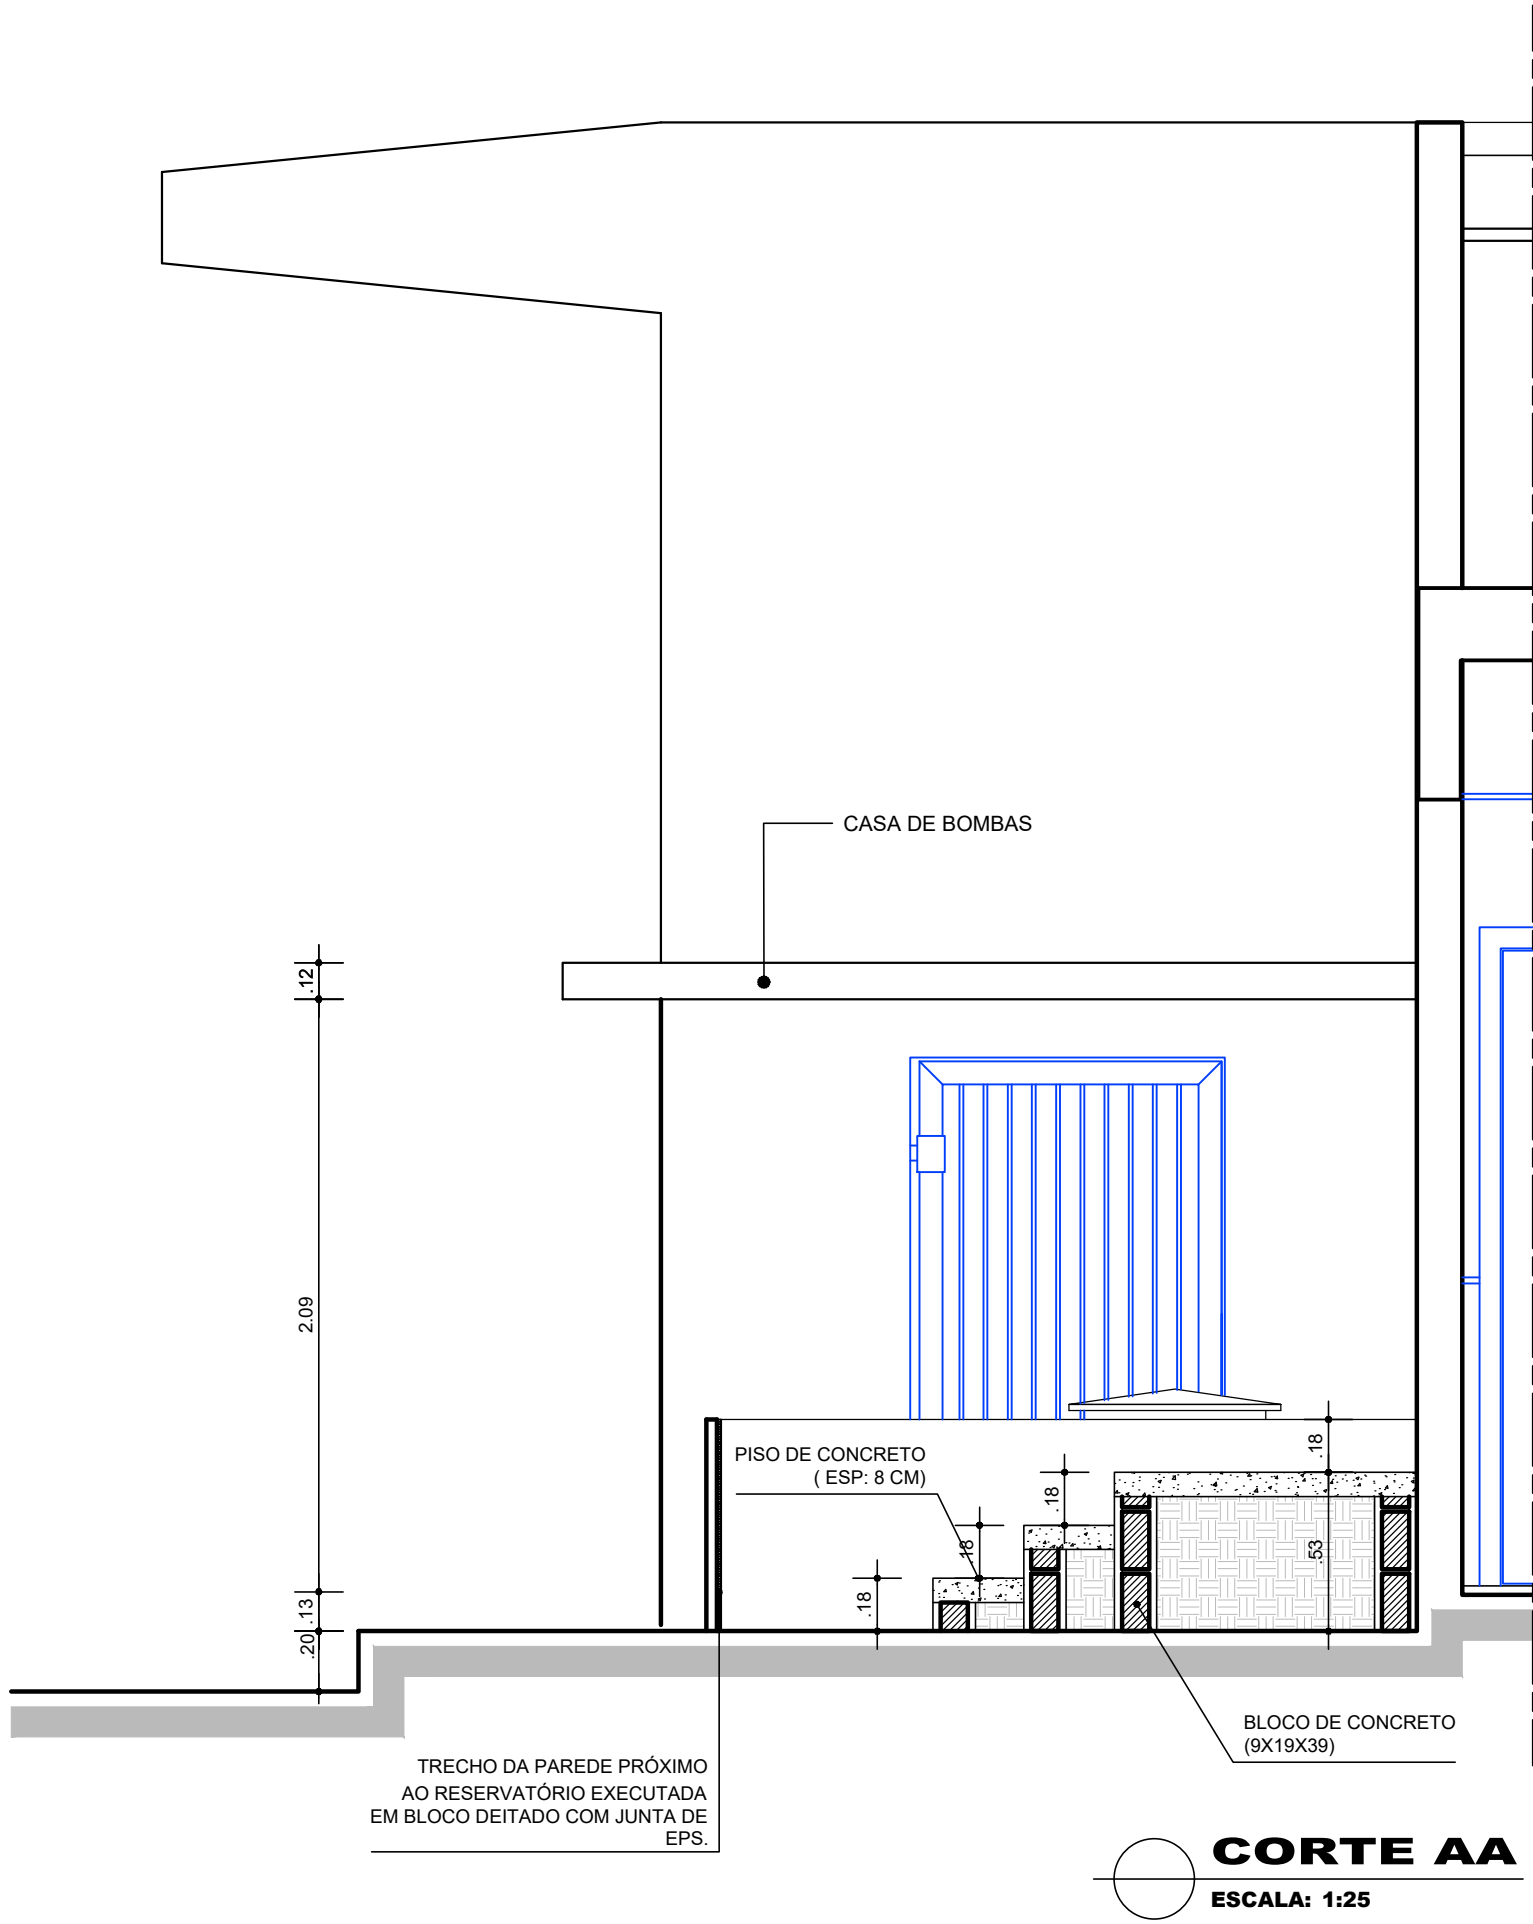 CASA DE BOMBAS
.12
2.09
.13
.20
PISO DE CONCRETO
( ESP: 8 CM)
.18
.18
.18
.18
.53
BLOCO DE CONCRETO
(9X19X39)
TRECHO DA PAREDE PRÓXIMO
AO RESERVATÓRIO EXECUTADA
EM BLOCO DEITADO COM JUNTA DE
EPS.
CORTE AA
ESCALA: 1:25